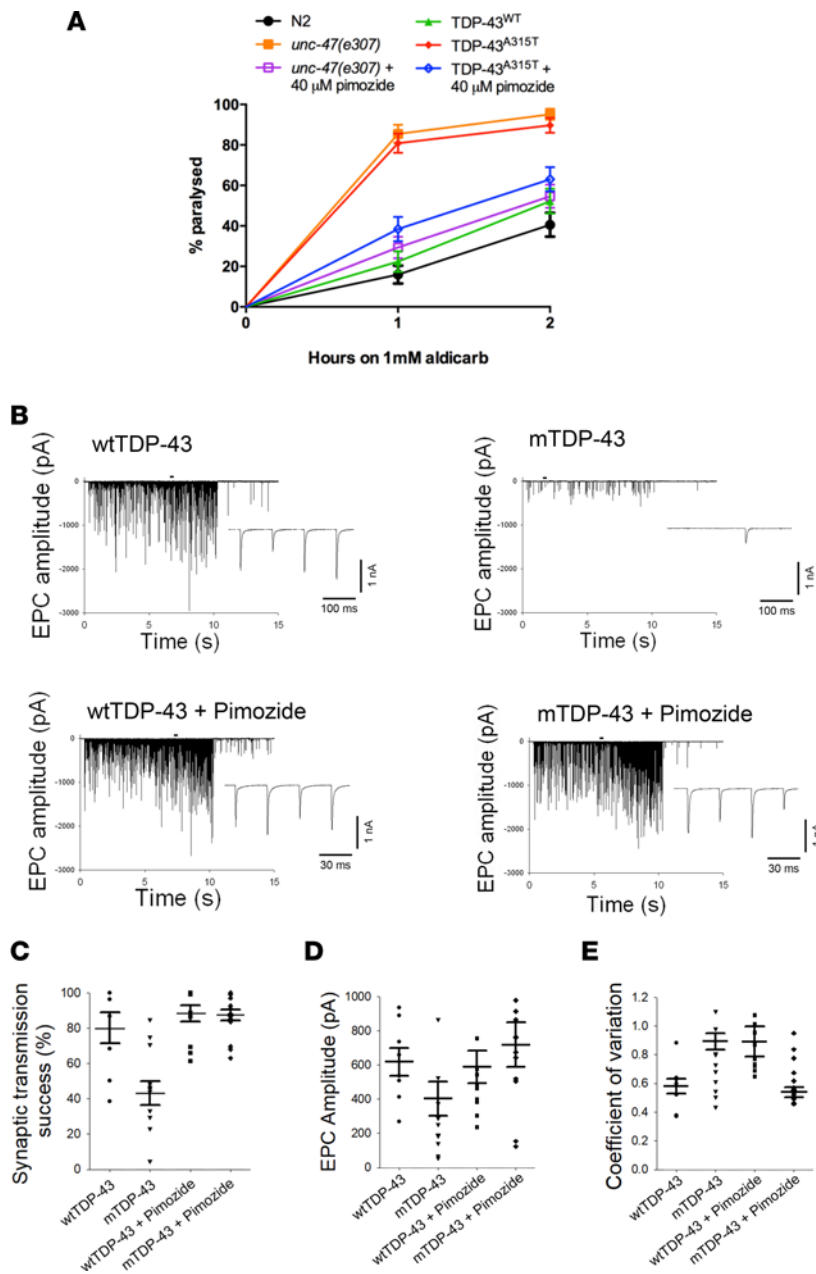 A
N2
unc-47(e307)
unc-47(e307) +
40 μM pimozide
TDP-43WT
TDP-43A315T
TDP-43A315T +
40 μM pimozide
% paralysed
100
80
60
40
20
0
0
1
2
Hours on 1mM aldicarb
B
wtTDP-43
EPC amplitude (pA)
0
-1000
-2000
-3000
0
5
10
15
Time (s)
1 nA
100 ms
mTDP-43
EPC amplitude (pA)
0
-1000
-2000
-3000
0
5
10
15
Time (s)
1 nA
100 ms
wtTDP-43 + Pimozide
EPC amplitude (pA)
0
-1000
-2000
-3000
0
5
10
15
Time (s)
1 nA
30 ms
mTDP-43 + Pimozide
EPC amplitude (pA)
0
-1000
-2000
-3000
0
5
10
15
Time (s)
1 nA
30 ms
C
Synaptic transmission
success (%)
100
80
60
40
20
0
wtTDP-43
mTDP-43
wtTDP-43 + Pimozide
mTDP-43 + Pimozide
D
EPC Amplitude (pA)
1000
800
600
400
200
0
wtTDP-43
mTDP-43
wtTDP-43 + Pimozide
mTDP-43 + Pimozide
E
Coefficient of variation
1.2
1.0
0.8
0.6
0.4
0.2
0
wtTDP-43
mTDP-43
wtTDP-43 + Pimozide
mTDP-43 + Pimozide